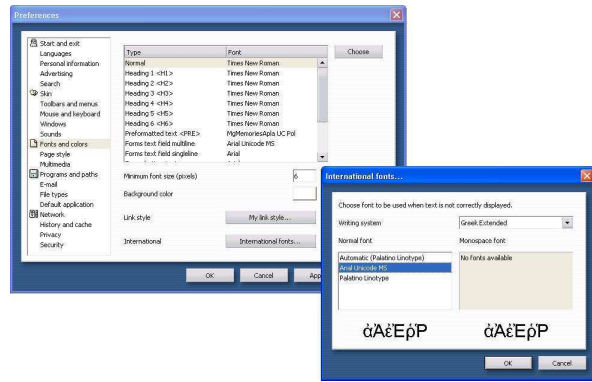 Preferences
Start and exit
Languages
Personal information
Advertising
Search
Skin
Toolbars and menus
Mouse and keyboard
Windows
Sounds
Fonts and colors
Page style
Multimedia
Programs and paths
E-mail
File types
Default application
Network
History and cache
Privacy
Security
Type Font
Normal Times New Roman
Heading 1 <H1> Times New Roman
Heading 2 <H2> Times New Roman
Heading 3 <H3> Times New Roman
Heading 4 <H4> Times New Roman
Heading 5 <H5> Times New Roman
Heading 6 <H6> Times New Roman
Preformatted text <PRE> MgMemoriesApla UC Pol
Forms text field multiline Arial Unicode MS
Forms text field singleline Arial
Choose
Minimum font size (pixels) 6
Background color
Link style My link style...
International International fonts...
OK Cancel App
International fonts...
Choose font to be used when text is not correctly displayed.
Writing system Greek Extended
Normal font Monospace font
Automatic (Palatino Linotype) No fonts available
Arial Unicode MS
Palatino Linotype
ὰΆὲἝῤῬ ὰΆὲἝῤῬ
OK Cancel